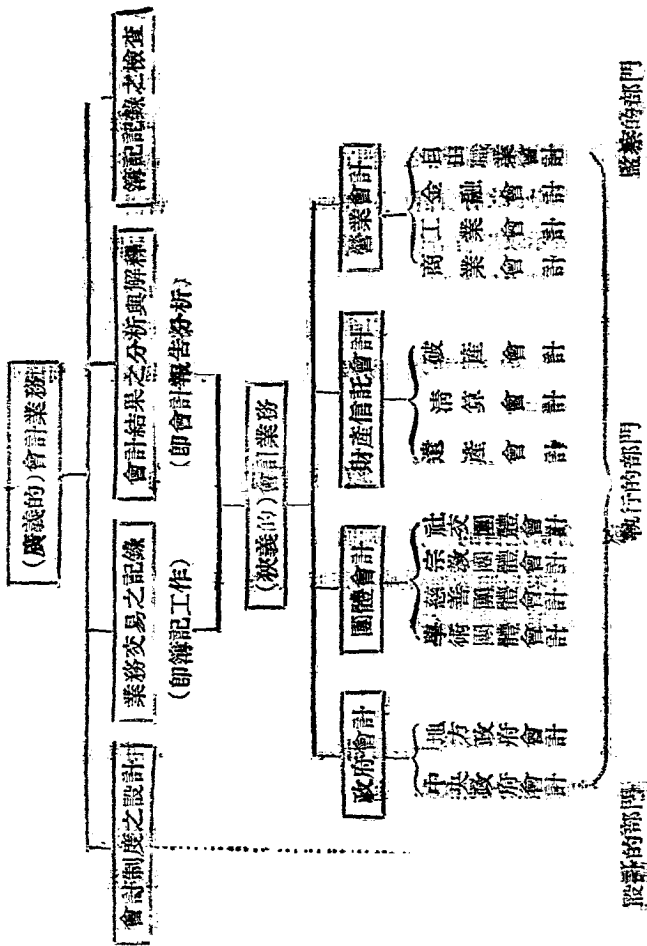 (廣義的)會計業務
會計制度之設計
業務交易之記錄
會計結果之分析與解釋
簿記記錄之檢查
(即簿記工作)
(即會計報告分析)
(狹義的)會計業務
政府會計
團體會計
財產信託會計
營業會計
中央政府會計
地方政府會計
學術團體會計
慈善團體會計
宗教團體會計
社交團體會計
遺產會計
清算會計
破產會計
商業會計
工業會計
金融會計
自由職業會計
設計的部門
執行的部門
監察的部門